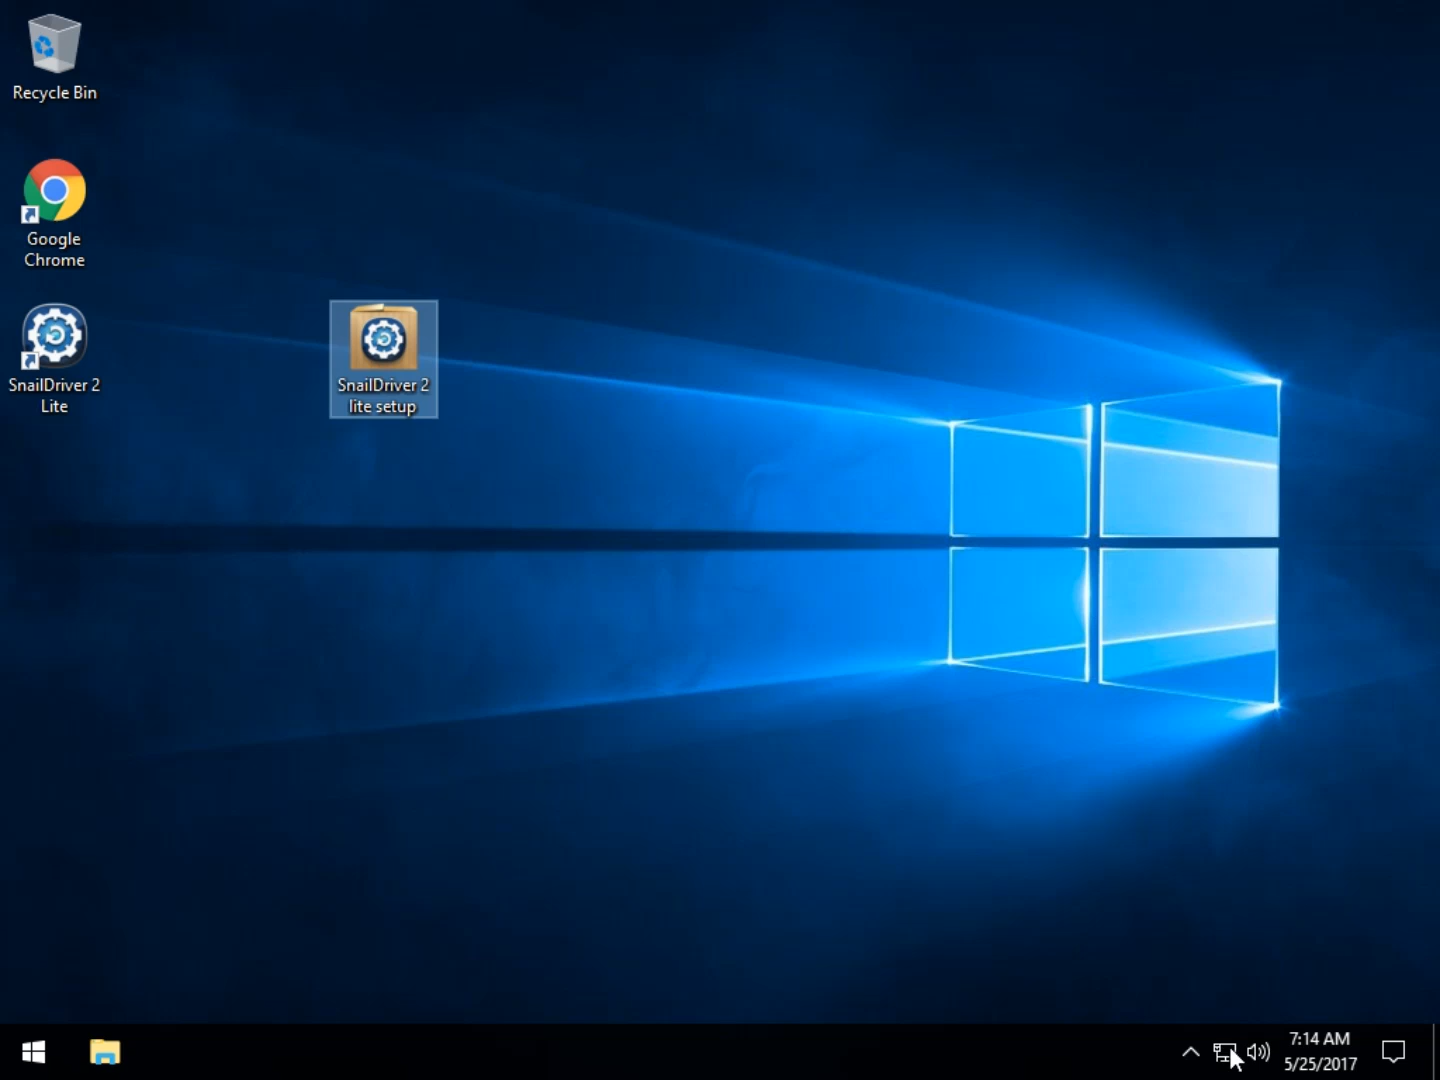 Recycle Bin
Google
Chrome
SnailDriver 2
Lite
SnailDriver 2
lite setup
7:14 AM
5/25/2017